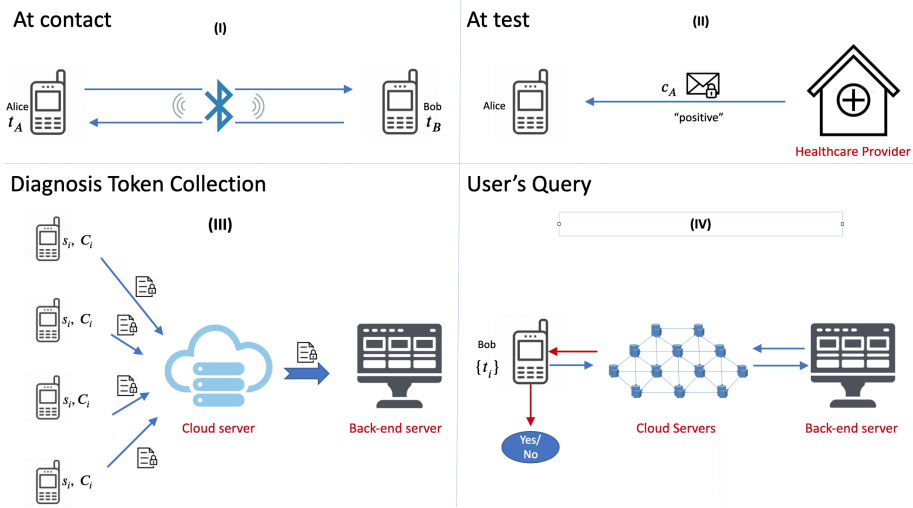 At contact
(I)
Alice
t_A
Bob
t_B
At test
(II)
Alice
c_A
"positive"
Healthcare Provider
Diagnosis Token Collection
(III)
s_i, C_i
s_i, C_i
s_i, C_i
s_i, C_i
Cloud server
Back-end server
User's Query
(IV)
Bob
{t_i}
Yes/
No
Cloud Servers
Back-end server